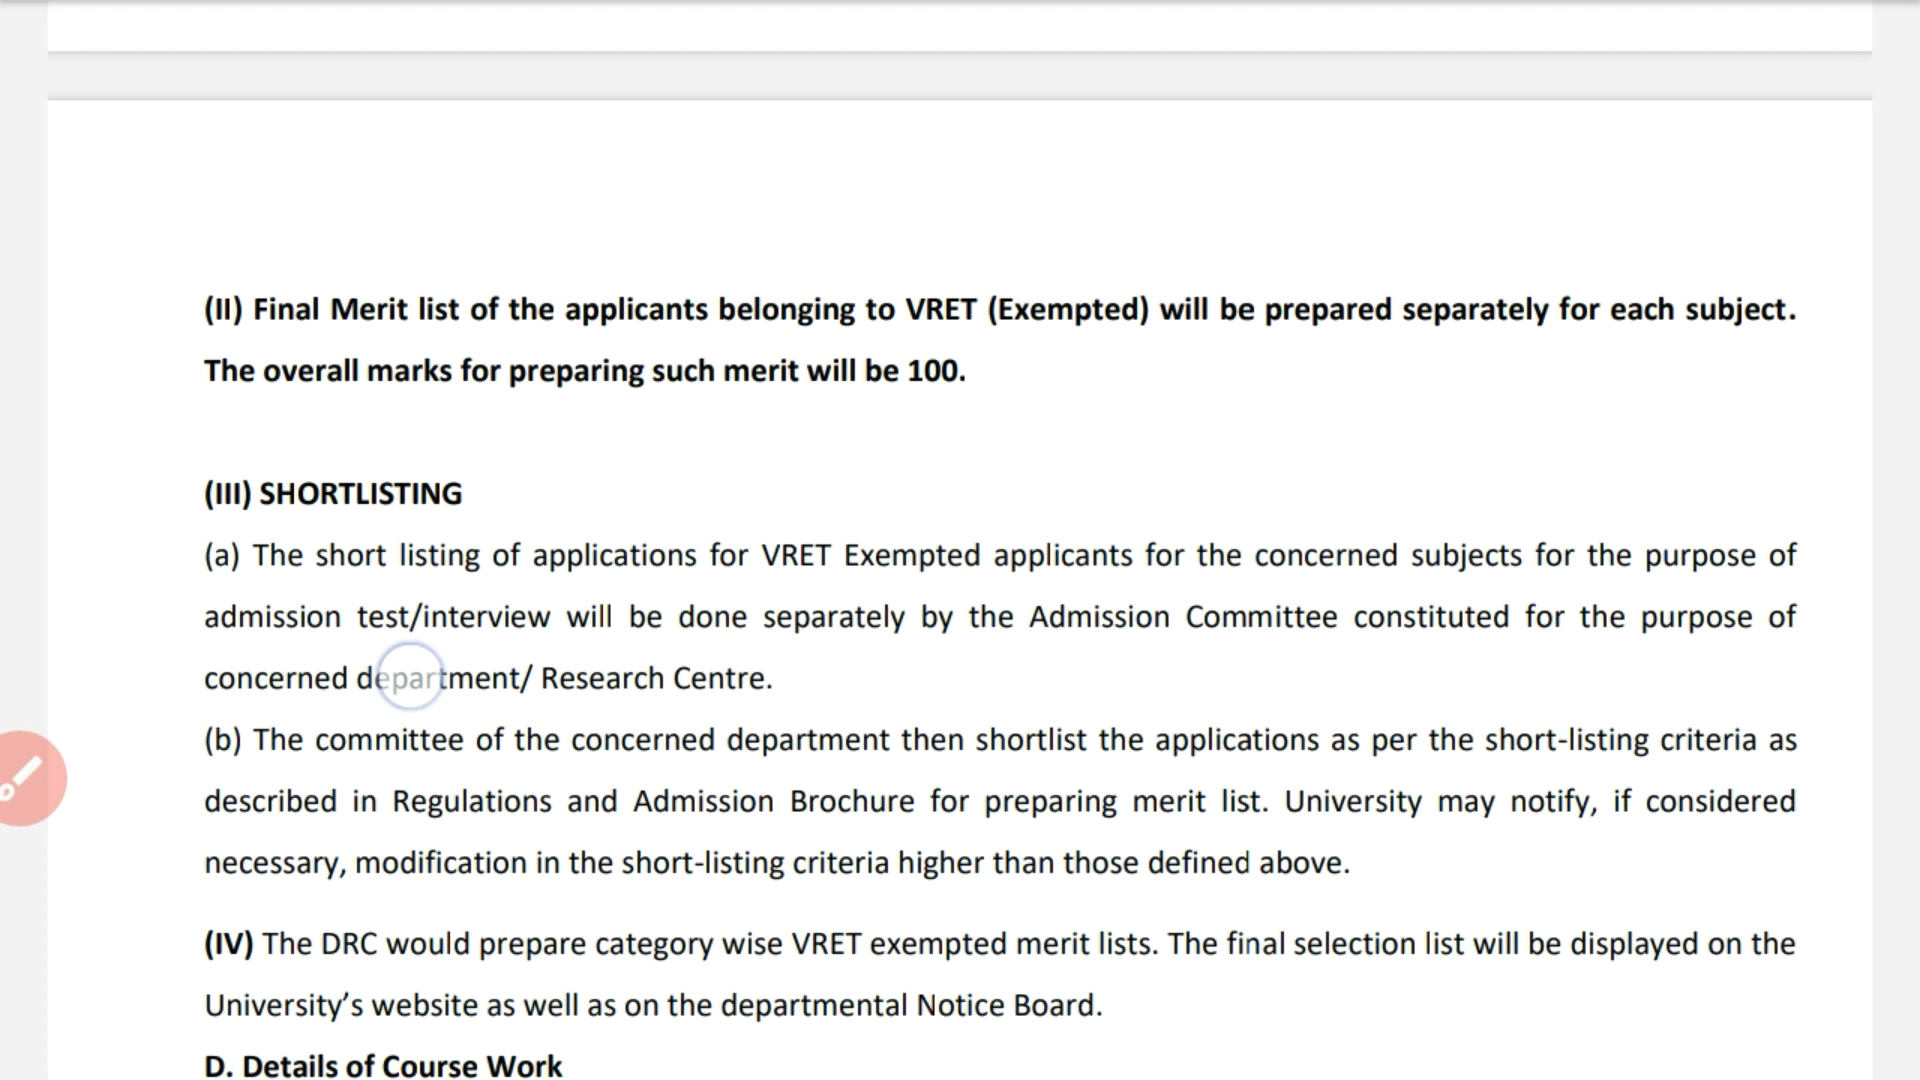 (II) Final Merit list of the applicants belonging to VRET (Exempted) will be prepared separately for each subject.
The overall marks for preparing such merit will be 100.
(III) SHORTLISTING
(a) The short listing of applications for VRET Exempted applicants for the concerned subjects for the purpose of
admission test/interview will be done separately by the Admission Committee constituted for the purpose of
concerned department/ Research Centre.
(b) The committee of the concerned department then shortlist the applications as per the short-listing criteria as
described in Regulations and Admission Brochure for preparing merit list. University may notify, if considered
necessary, modification in the short-listing criteria higher than those defined above.
(IV) The DRC would prepare category wise VRET exempted merit lists. The final selection list will be displayed on the
University’s website as well as on the departmental Notice Board.
D. Details of Course Work